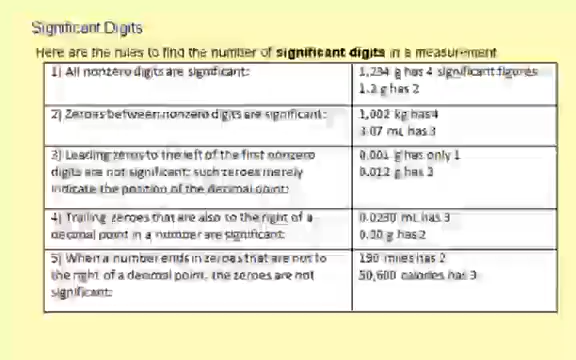 Significant Digits
Here are the rules to find the number of significant digits in a measurement
1) All nonzero digits are significant:
1,234 g has 4 significant figures
1.2 g has 2
2) Zeroes between nonzero digits are significant:
1,002 kg has 4
3.07 mL has 3
3) Leading zeros to the left of the first nonzero
digits are not significant; such zeroes merely
indicate the position of the decimal point:
0.001 g has only 1
0.012 g has 2
4) Trailing zeroes that are also to the right of a
decimal point in a number are significant:
0.0230 mL has 3
0.20 g has 2
5) When a number ends in zeroes that are not to
the right of a decimal point, the zeroes are not
significant:
190 miles has 2
50,600 calories has 3